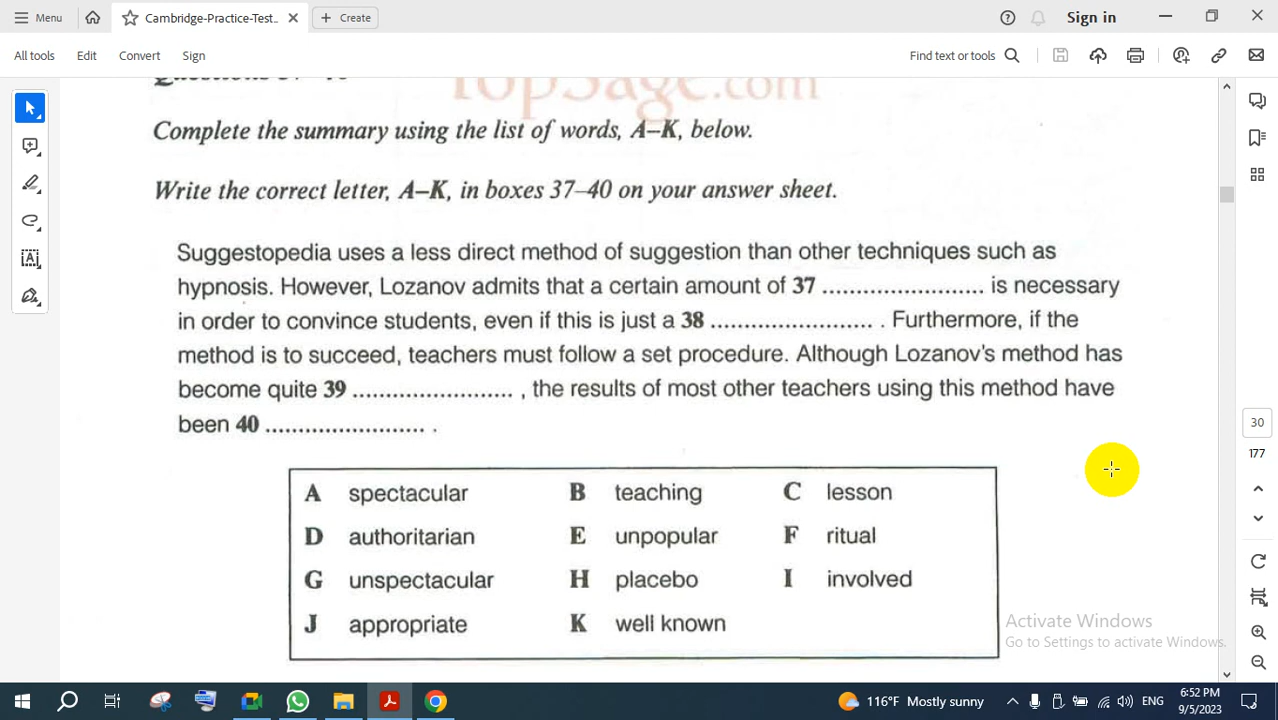 Menu
Cambridge-Practice-Test..
Create
Sign in
All tools
Edit
Convert
Sign
Find text or tools
TopSage.com
Complete the summary using the list of words, A–K, below.
Write the correct letter, A–K, in boxes 37–40 on your answer sheet.
Suggestopedia uses a less direct method of suggestion than other techniques such as
hypnosis. However, Lozanov admits that a certain amount of 37 ........................ is necessary
in order to convince students, even if this is just a 38 ........................ . Furthermore, if the
method is to succeed, teachers must follow a set procedure. Although Lozanov's method has
become quite 39 ........................ , the results of most other teachers using this method have
been 40 ........................ .
A spectacular B teaching C lesson
D authoritarian E unpopular F ritual
G unspectacular H placebo I involved
J appropriate K well known
30
177
Activate Windows
Go to Settings to activate Windows.
116°F Mostly sunny
ENG
6:52 PM
9/5/2023